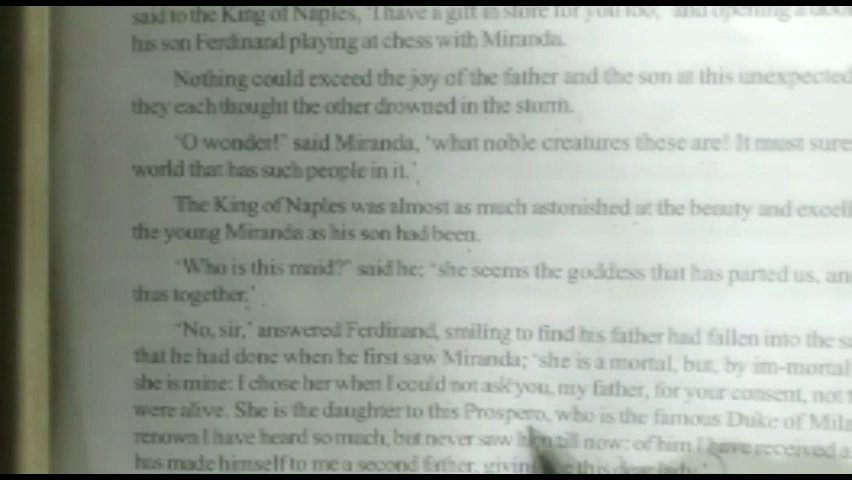 said to the King of Naples, 'I have a gift in store for you too,' and opening a door
his son Ferdinand playing at chess with Miranda.
Nothing could exceed the joy of the father and the son at this unexpected
they each thought the other drowned in the storm.
'O wonder!' said Miranda, 'what noble creatures these are! It must sure
world that has such people in it.'
The King of Naples was almost as much astonished at the beauty and excell
the young Miranda as his son had been.
'Who is this maid?' said he; 'she seems the goddess that has parted us, an
thus together.'
'No, sir,' answered Ferdinand, smiling to find his father had fallen into the sa
that he had done when he first saw Miranda; 'she is a mortal, but, by im-mortal
she is mine: I chose her when I could not ask you, my father, for your consent, not t
were alive. She is the daughter to this Prospero, who is the famous Duke of Mila
renown I have heard so much, but never saw him till now: of him I have received a
has made himself to me a second father, giving me this dear lady.'